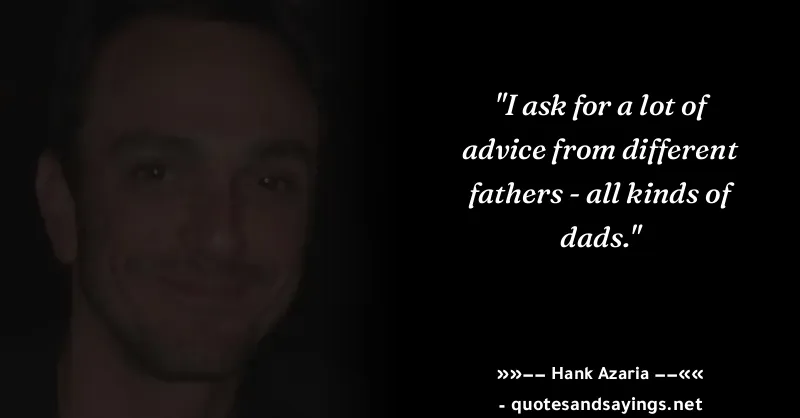 "I ask for a lot of
advice from different
fathers - all kinds of
dads."
»»–– Hank Azaria ––««
- quotesandsayings.net